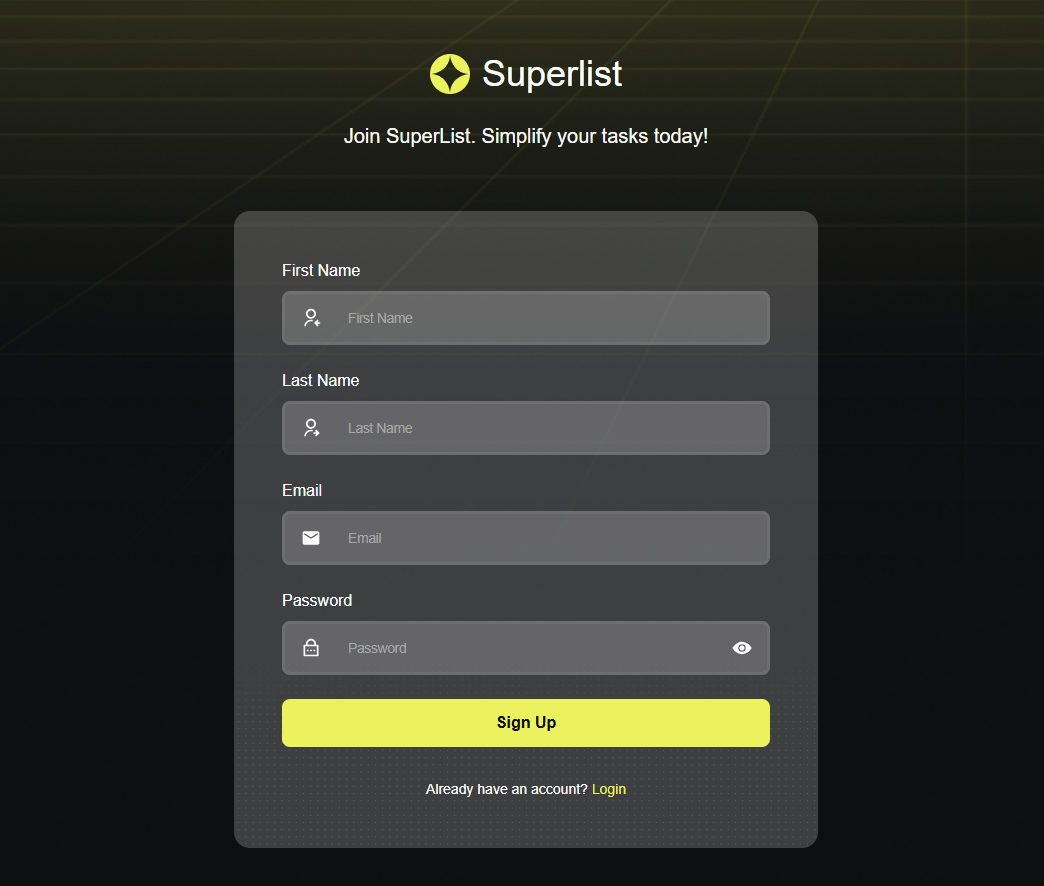 Superlist
Join SuperList. Simplify your tasks today!
First Name
First Name
Last Name
Last Name
Email
Email
Password
Password
Sign Up
Already have an account? Login